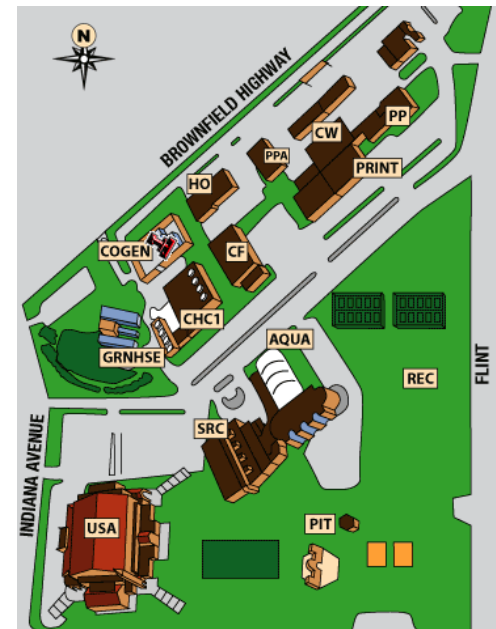 N
BROWNFIELD HIGHWAY
PP
CW
PPA
PRINT
HO
COGEN
CF
CHC1
GRNHSE
AQUA
REC
FLINT
SRC
INDIANA AVENUE
USA
PIT